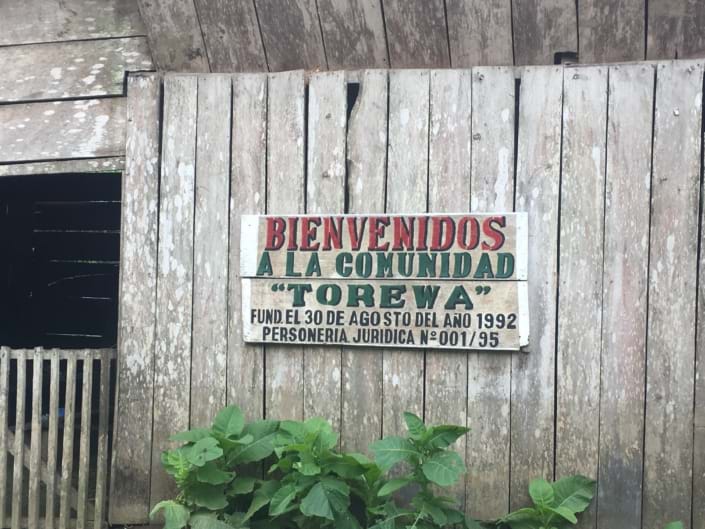 BIENVENIDOS
A LA COMUNIDAD
"TOREWA"
FUND. EL 30 DE AGOSTO DEL AÑO 1992
PERSONERIA JURIDICA Nº 001/95